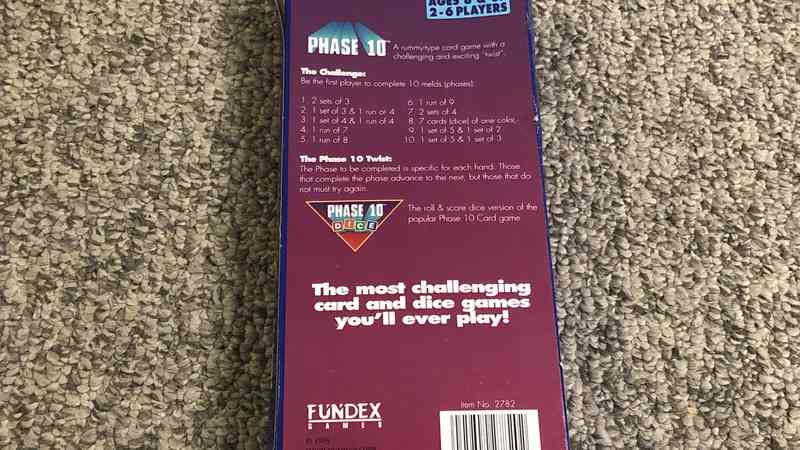 2-6 PLAYERS
PHASE 10™
A rummy-type card game with a
challenging and exciting "twist".
The Challenge:
Be the first player to complete 10 melds (phases):
1. 2 sets of 3
2. 1 set of 3 & 1 run of 4
3. 1 set of 4 & 1 run of 4
4. 1 run of 7
5. 1 run of 8
6. 1 run of 9
7. 2 sets of 4
8. 7 cards (dice) of one color,
9. 1 set of 5 & 1 set of 2
10. 1 set of 5 & 1 set of 3
The Phase 10 Twist:
The Phase to be completed is specific for each hand. Those
that complete the phase advance to the next, but those that do
not must try again.
PHASE 10™
DICE
The roll & score dice version of the
popular Phase 10 Card game
The most challenging
card and dice games
you'll ever play!
FUNDEX
GAMES
Item No. 2782